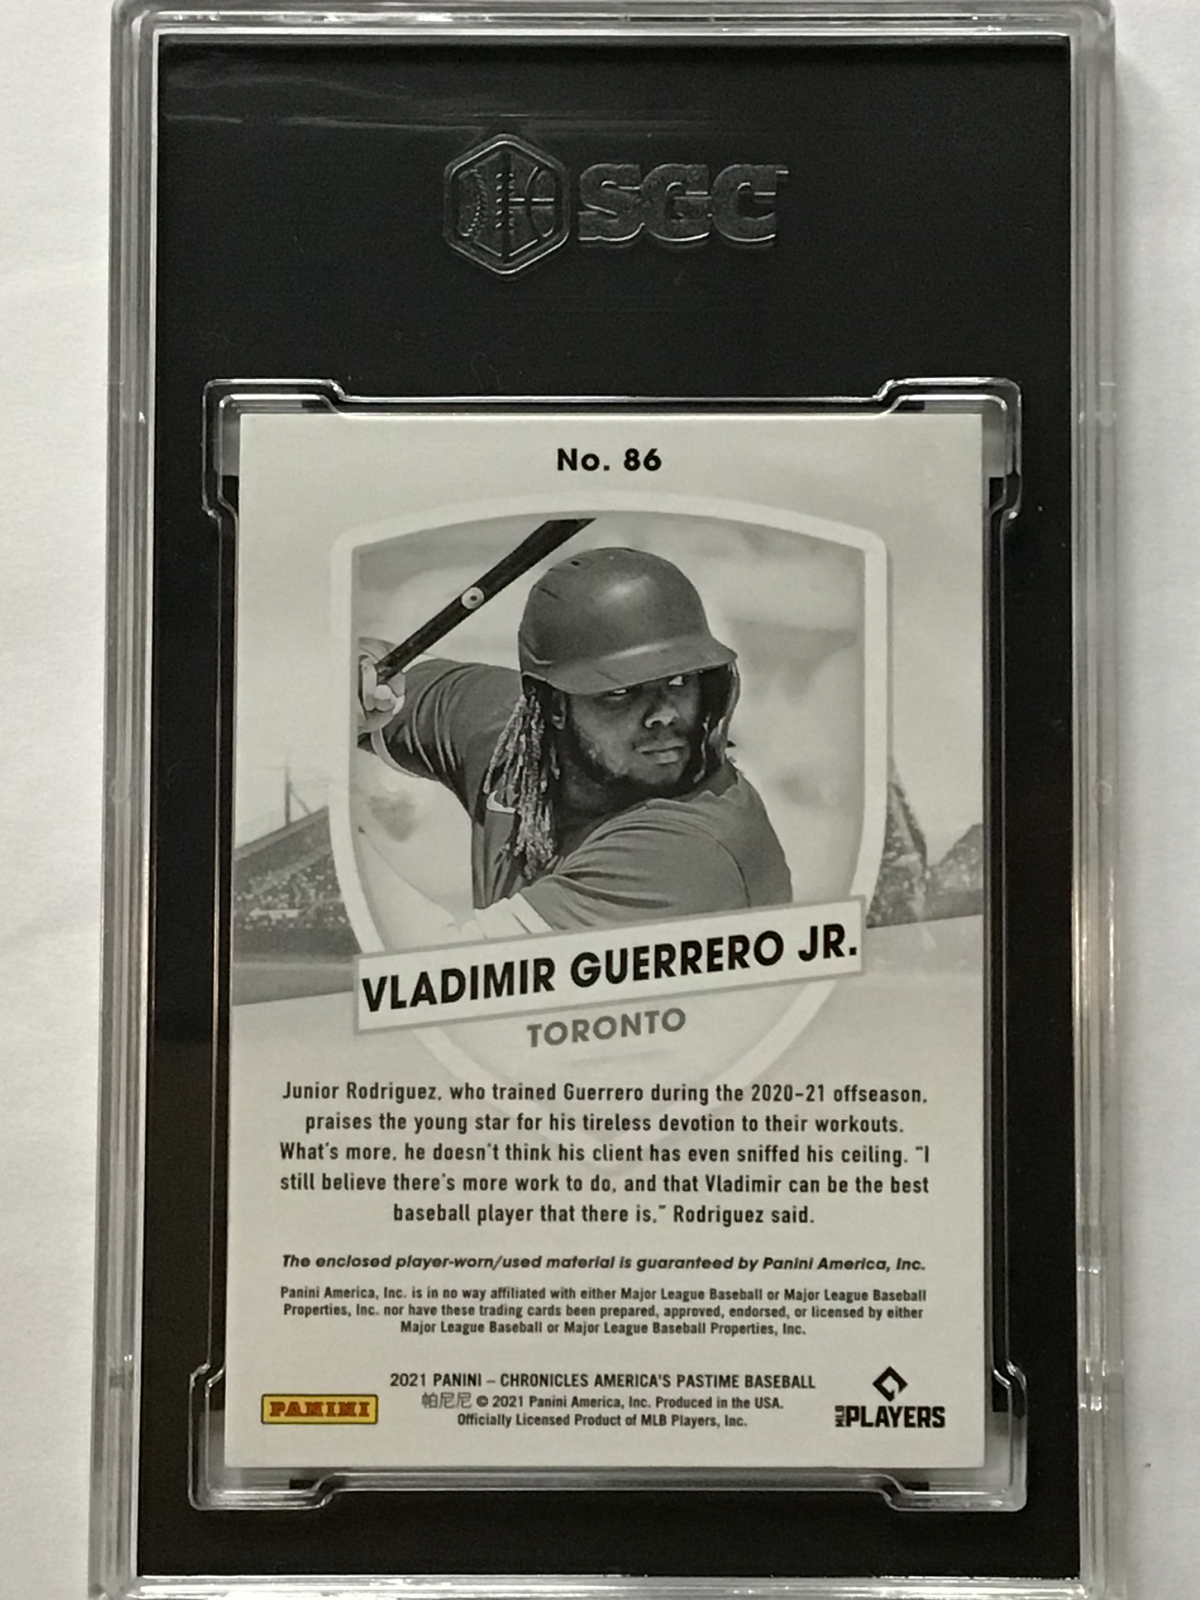 SGC
No. 86
VLADIMIR GUERRERO JR.
TORONTO
Junior Rodriguez, who trained Guerrero during the 2020-21 offseason,
praises the young star for his tireless devotion to their workouts.
What's more, he doesn't think his client has even sniffed his ceiling. "I
still believe there's more work to do, and that Vladimir can be the best
baseball player that there is," Rodriguez said.
The enclosed player-worn/used material is guaranteed by Panini America, Inc.
Panini America, Inc. is in no way affiliated with either Major League Baseball or Major League Baseball
Properties, Inc. nor have these trading cards been prepared, approved, endorsed, or licensed by either
Major League Baseball or Major League Baseball Properties, Inc.
2021 PANINI – CHRONICLES AMERICA'S PASTIME BASEBALL
帕尼尼 © 2021 Panini America, Inc. Produced in the USA.
Officially Licensed Product of MLB Players, Inc.
PANINI
MLB PLAYERS